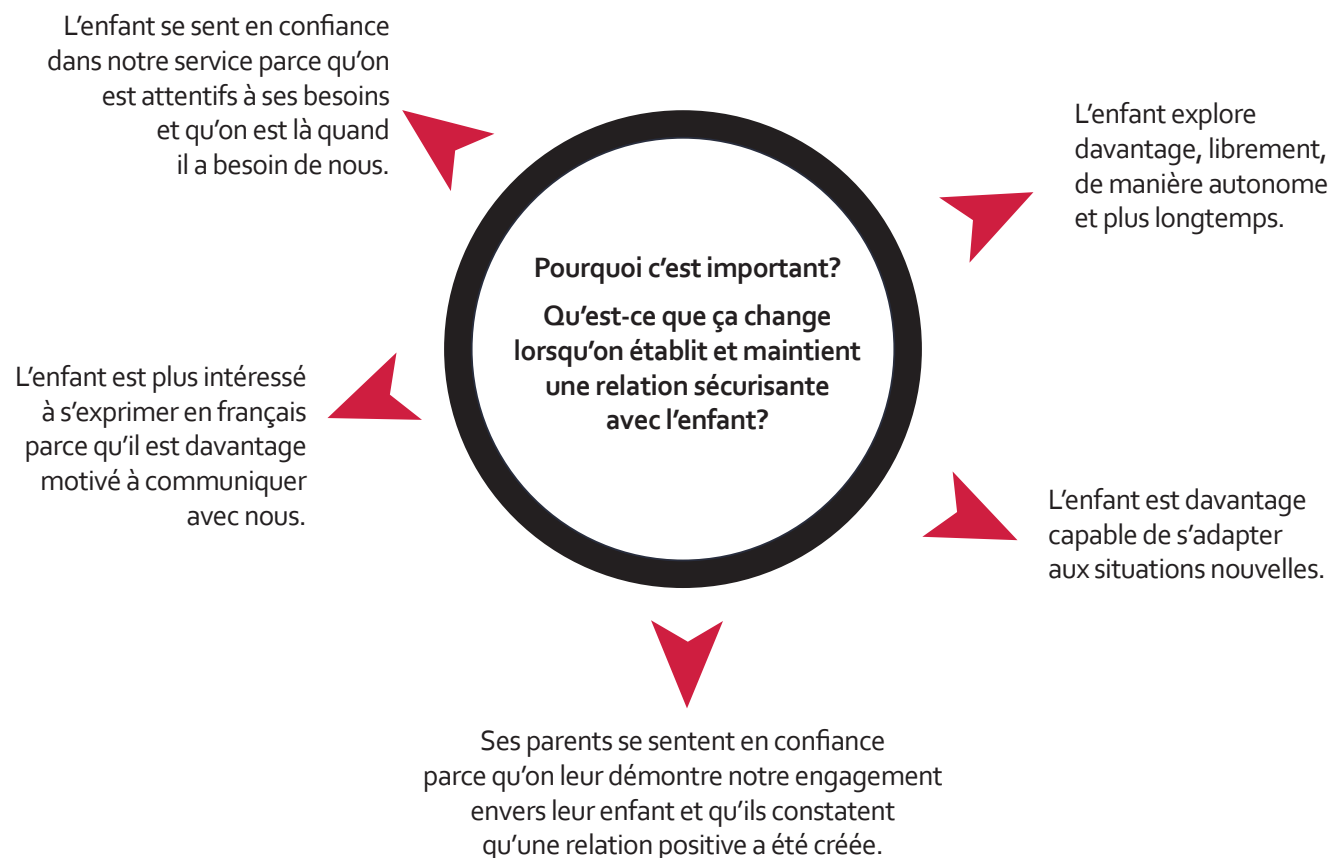 L'enfant se sent en confiance
dans notre service parce qu'on
est attentifs à ses besoins
et qu'on est là quand
il a besoin de nous.
L'enfant explore
davantage, librement,
de manière autonome
et plus longtemps.
Pourquoi c'est important?
Qu'est-ce que ça change
lorsqu'on établit et maintient
une relation sécurisante
avec l'enfant?
L'enfant est plus intéressé
à s'exprimer en français
parce qu'il est davantage
motivé à communiquer
avec nous.
L'enfant est davantage
capable de s'adapter
aux situations nouvelles.
Ses parents se sentent en confiance
parce qu'on leur démontre notre engagement
envers leur enfant et qu'ils constatent
qu'une relation positive a été créée.